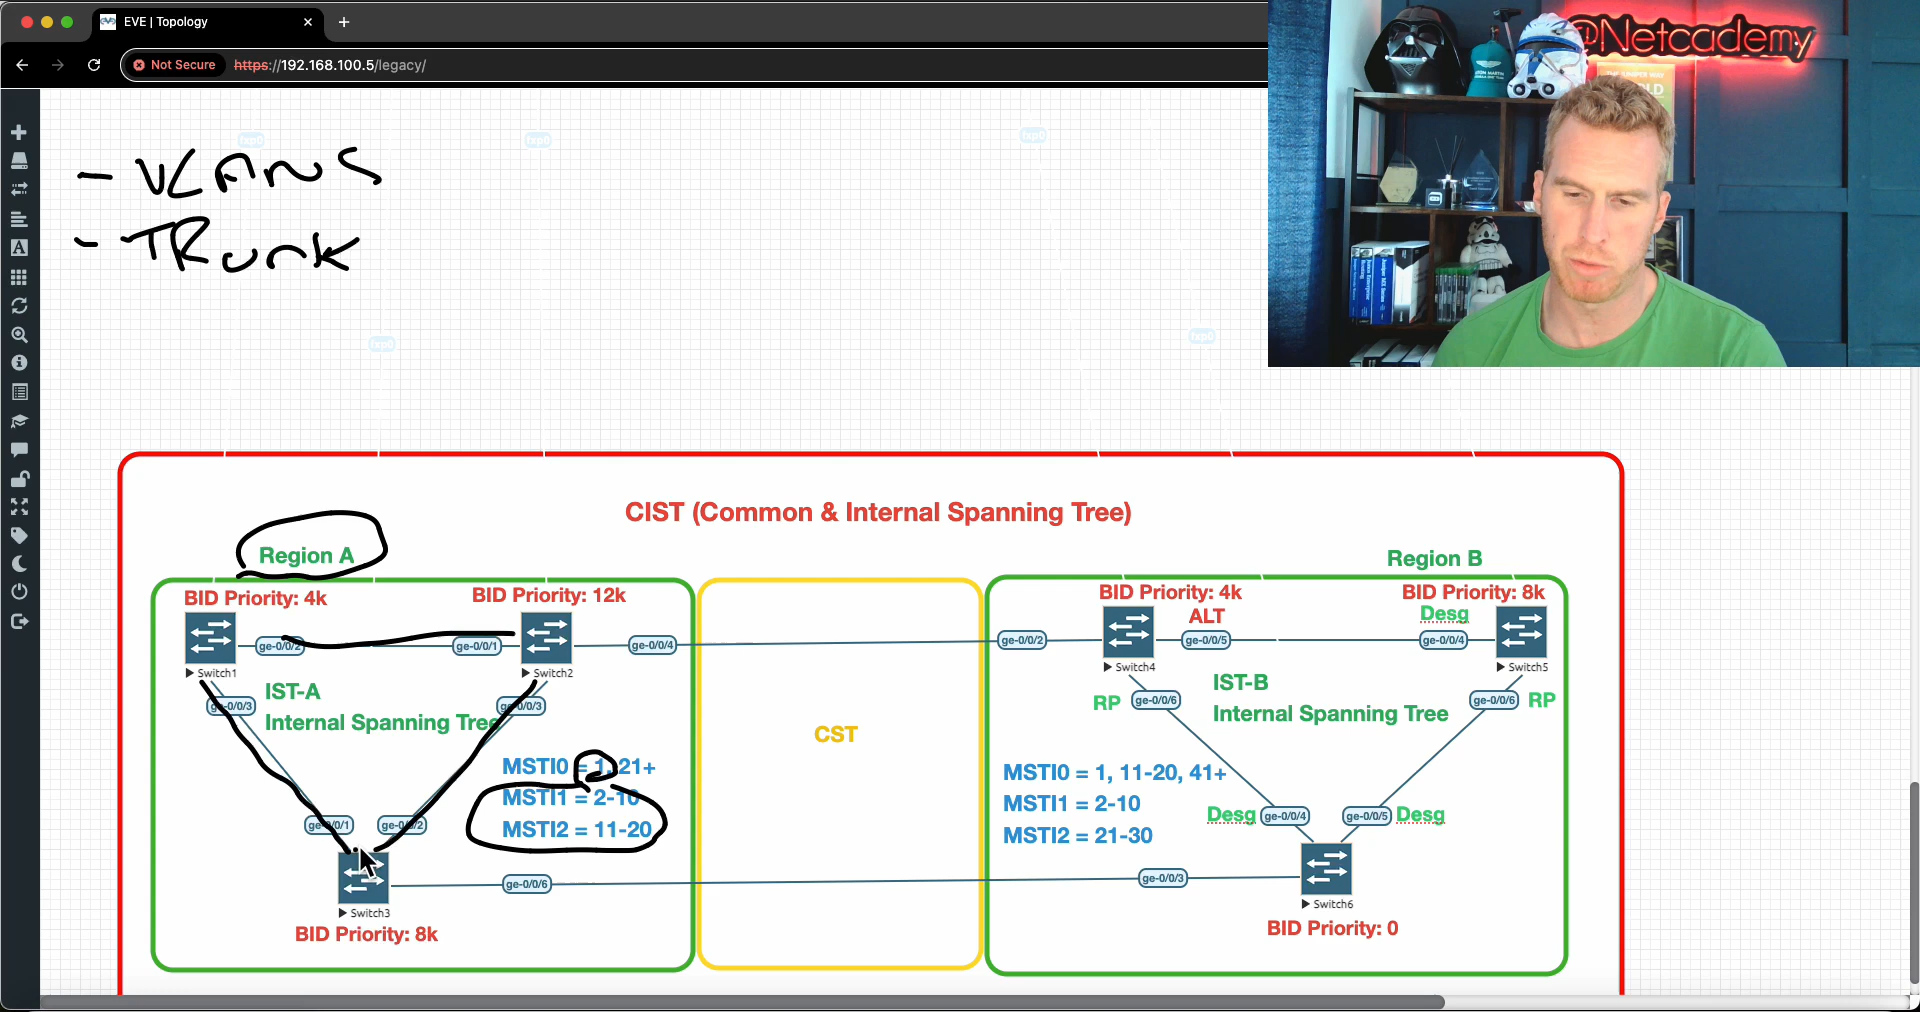 EVE | Topology
Not Secure https://192.168.100.5/legacy/
@Netcademy
fxp0
fxp0
fxp0
- VLANS
- TRunk
fxp0
fxp0
CIST (Common & Internal Spanning Tree)
Region A
Region B
BID Priority: 4k
BID Priority: 12k
BID Priority: 4k
BID Priority: 8k
ALT
Desg
ge-0/0/2
ge-0/0/1
ge-0/0/4
ge-0/0/2
ge-0/0/5
ge-0/0/4
Switch1
Switch2
Switch4
Switch5
ge-0/0/3
ge-0/0/3
RP
ge-0/0/6
ge-0/0/6
RP
IST-A
Internal Spanning Tree
IST-B
Internal Spanning Tree
CST
MSTI0 = 1, 21+
MSTI1 = 2-10
MSTI2 = 11-20
MSTI0 = 1, 11-20, 41+
MSTI1 = 2-10
MSTI2 = 21-30
ge-0/0/1
ge-0/0/2
Desg
ge-0/0/4
ge-0/0/5
Desg
ge-0/0/6
ge-0/0/3
Switch3
Switch6
BID Priority: 8k
BID Priority: 0